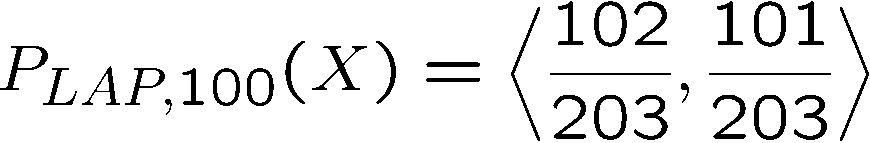 P_{LAP,100}(X) = ⟨102/203, 101/203⟩